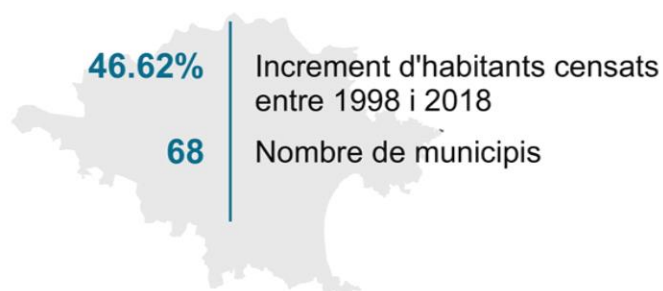 46.62% Increment d'habitants censats
entre 1998 i 2018
68 Nombre de municipis